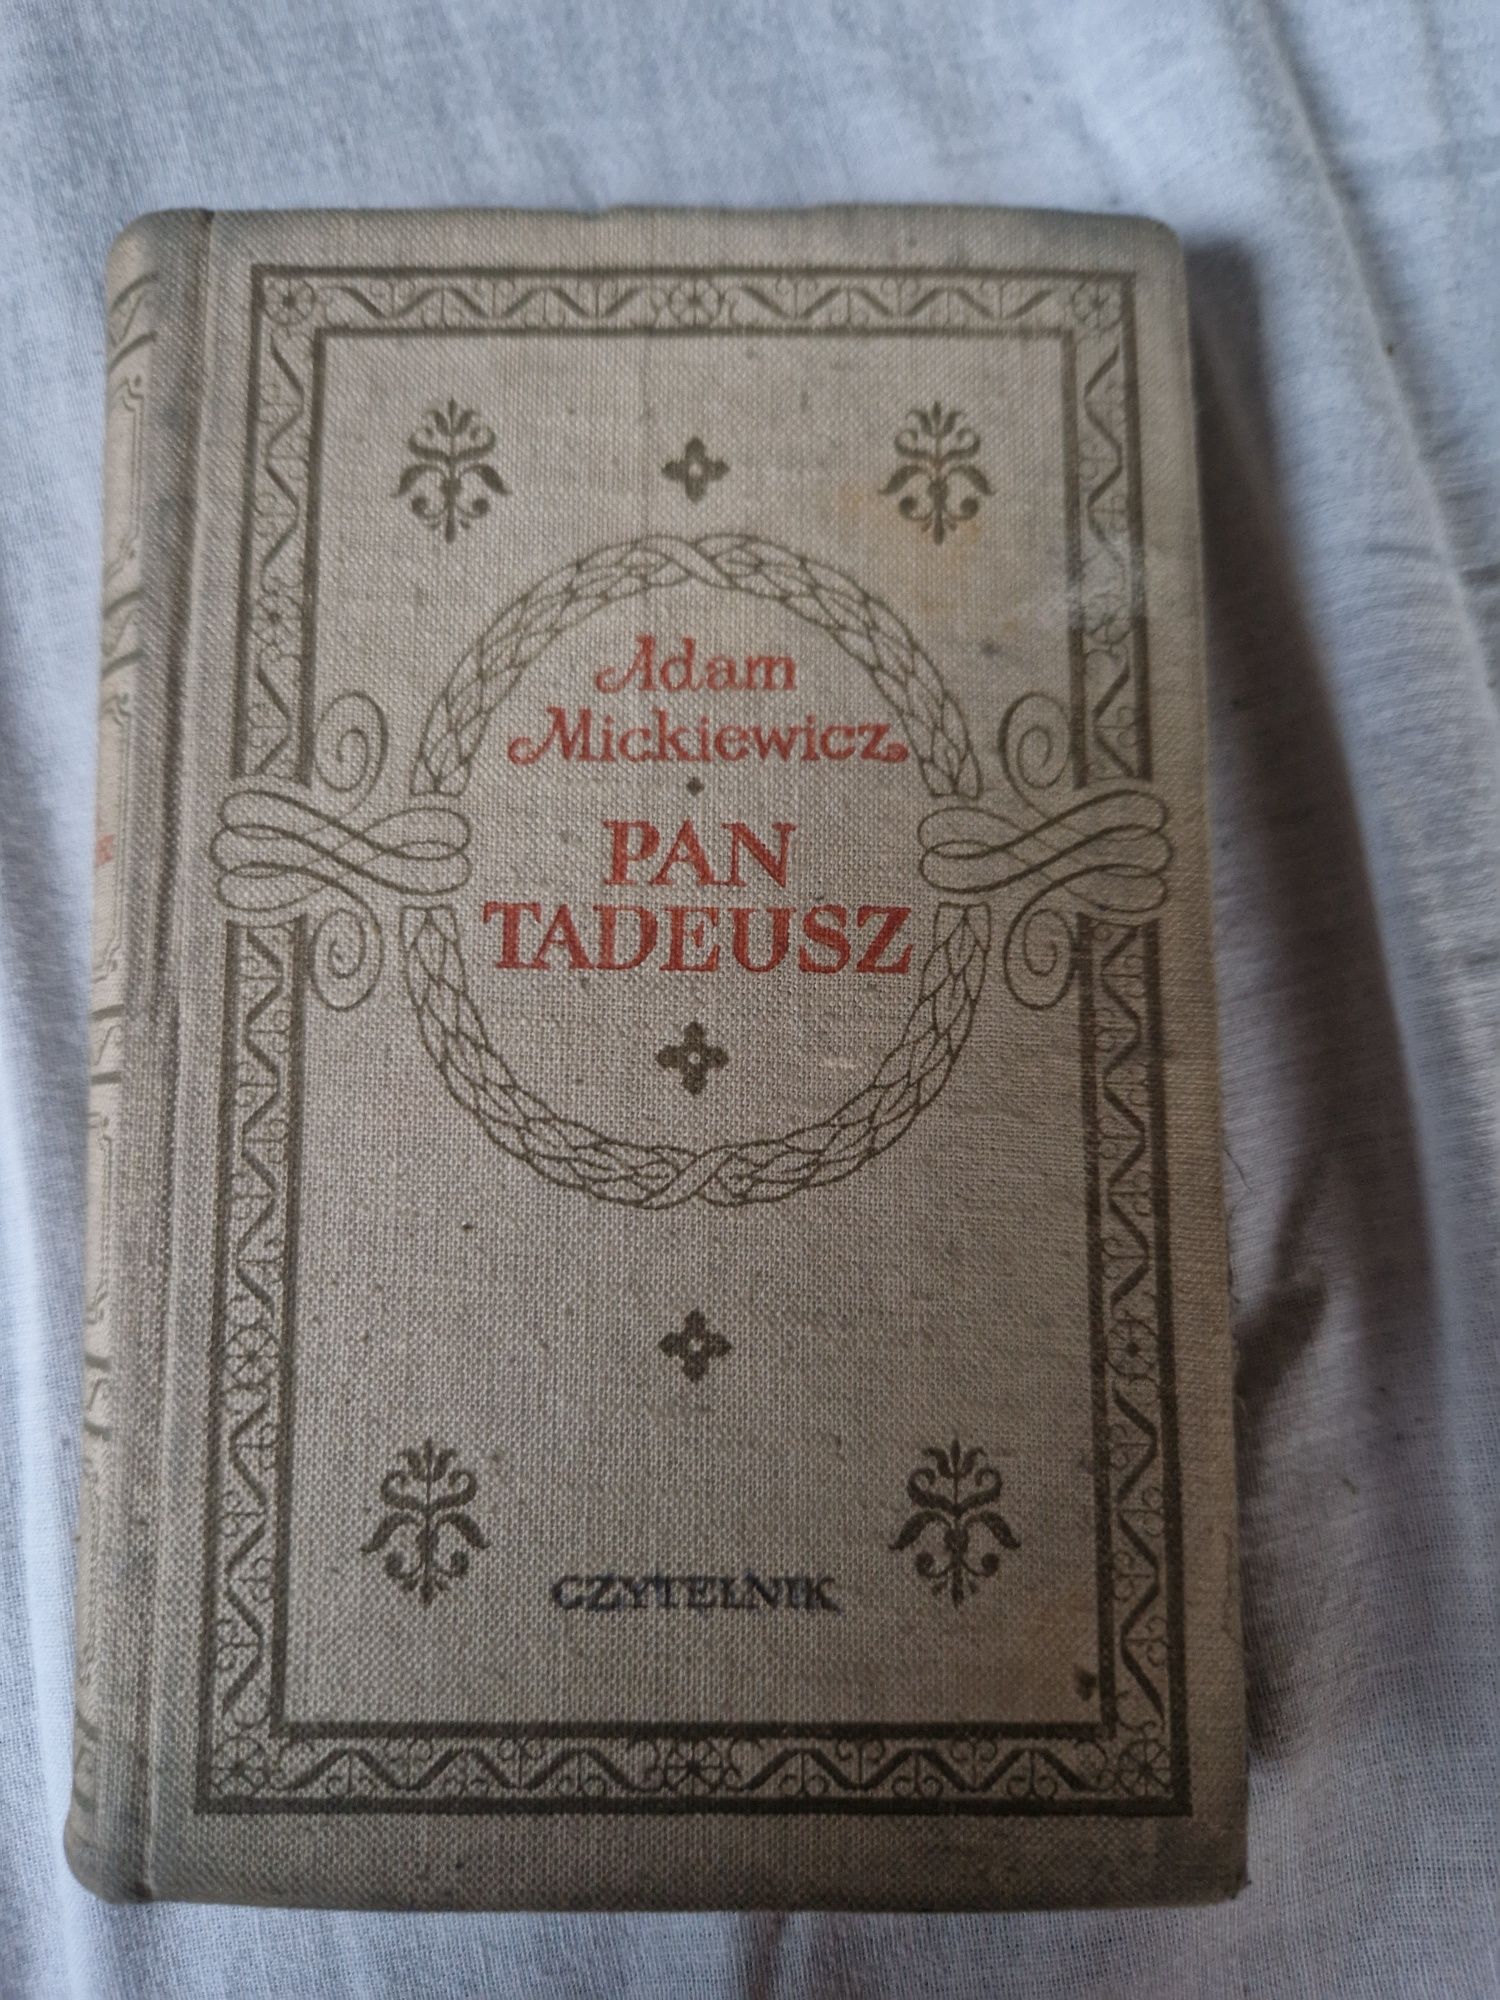 Adam
Mickiewicz
PAN
TADEUSZ
CZYTELNIK